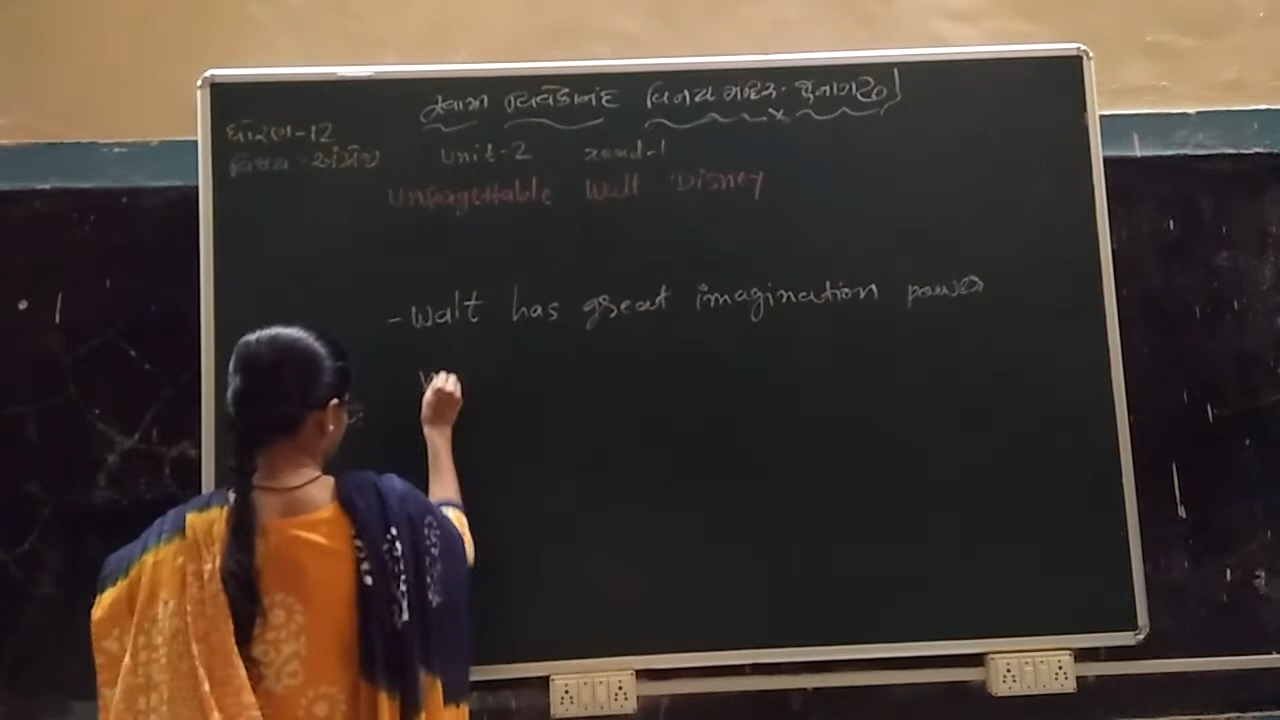 સ્વામી વિવેકાનંદ વિનય મંદિર જુનાગઢ
ધોરણ-12
વિષય અંગ્રેજી
Unit-2 read-1
Unforgettable Walt Disney
- Walt has great imagination power